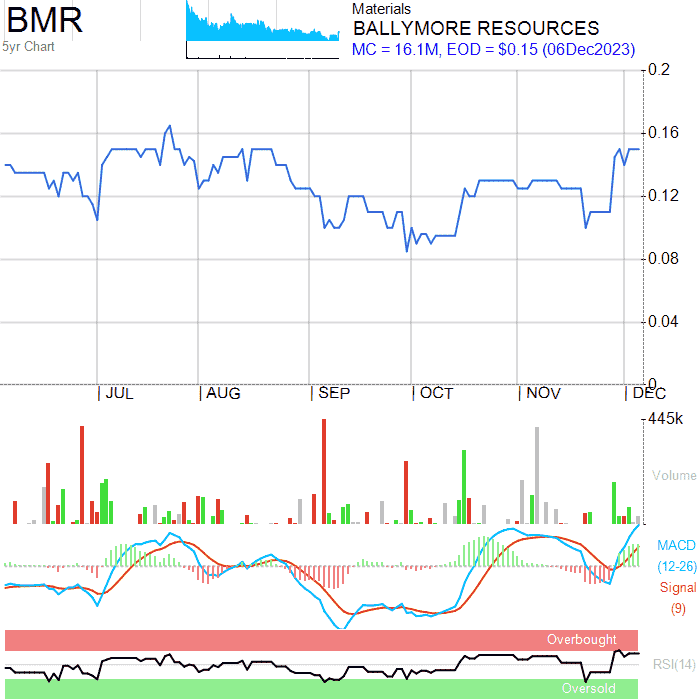 BMR
5yr Chart
Materials
BALLYMORE RESOURCES
MC = 16.1M, EOD = $0.15 (06Dec2023)
0.2
0.16
0.12
0.08
0.04
0
JUL AUG SEP OCT NOV DEC
445k
Volume
MACD
(12-26)
Signal
(9)
Overbought
RSI(14)
Oversold